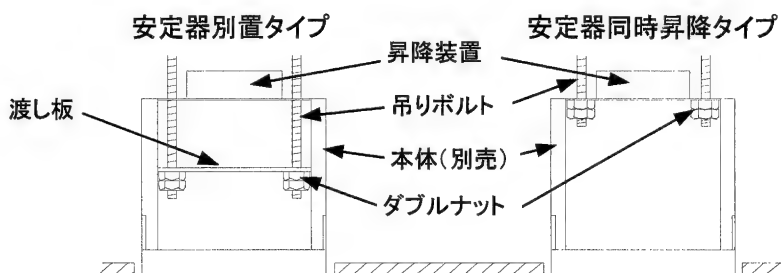 安定器別置タイプ
安定器同時昇降タイプ
昇降装置
渡し板
吊りボルト
本体(別売)
ダブルナット